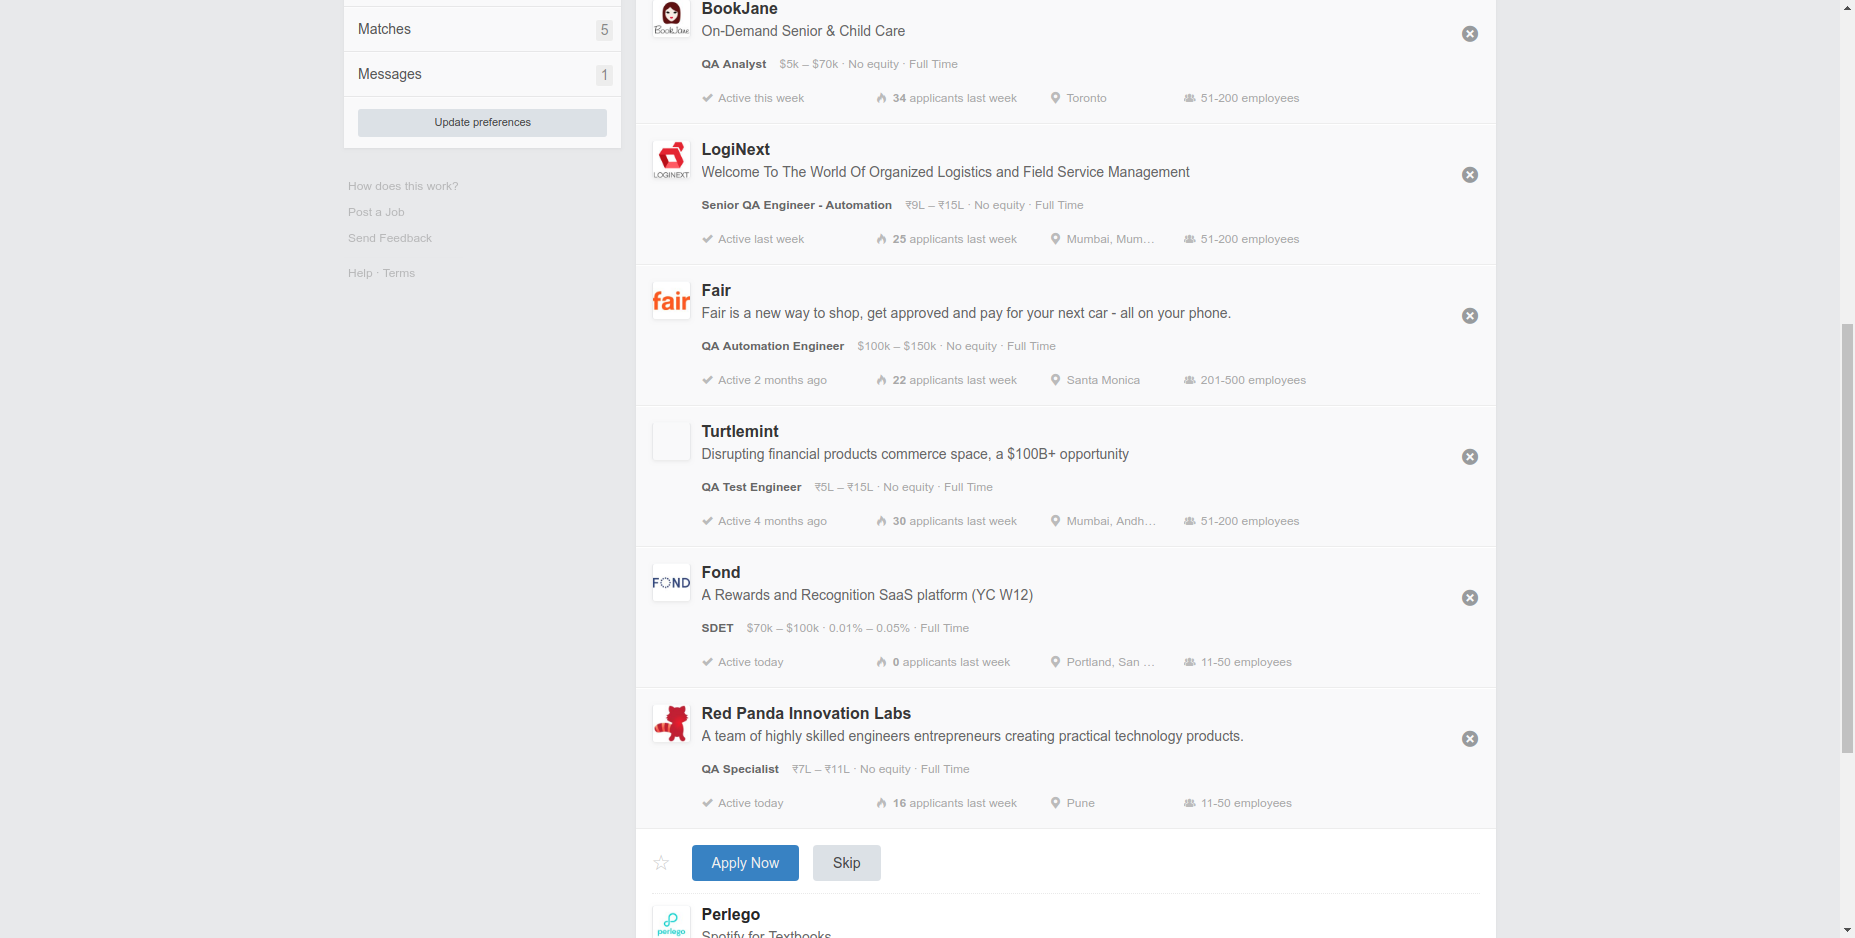 Matches 5
Messages 1
Update preferences
How does this work?
Post a Job
Send Feedback
Help · Terms
BookJane
BookJane
On-Demand Senior & Child Care
QA Analyst $5k – $70k · No equity · Full Time
Active this week 34 applicants last week Toronto 51-200 employees
LOGINEXT
LogiNext
Welcome To The World Of Organized Logistics and Field Service Management
Senior QA Engineer - Automation ₹9L – ₹15L · No equity · Full Time
Active last week 25 applicants last week Mumbai, Mum… 51-200 employees
fair
Fair
Fair is a new way to shop, get approved and pay for your next car - all on your phone.
QA Automation Engineer $100k – $150k · No equity · Full Time
Active 2 months ago 22 applicants last week Santa Monica 201-500 employees
Turtlemint
Disrupting financial products commerce space, a $100B+ opportunity
QA Test Engineer ₹5L – ₹15L · No equity · Full Time
Active 4 months ago 30 applicants last week Mumbai, Andh… 51-200 employees
FOND
Fond
A Rewards and Recognition SaaS platform (YC W12)
SDET $70k – $100k · 0.01% – 0.05% · Full Time
Active today 0 applicants last week Portland, San … 11-50 employees
Red Panda Innovation Labs
A team of highly skilled engineers entrepreneurs creating practical technology products.
QA Specialist ₹7L – ₹11L · No equity · Full Time
Active today 16 applicants last week Pune 11-50 employees
Apply Now Skip
perlego
Perlego
Spotify for Textbooks